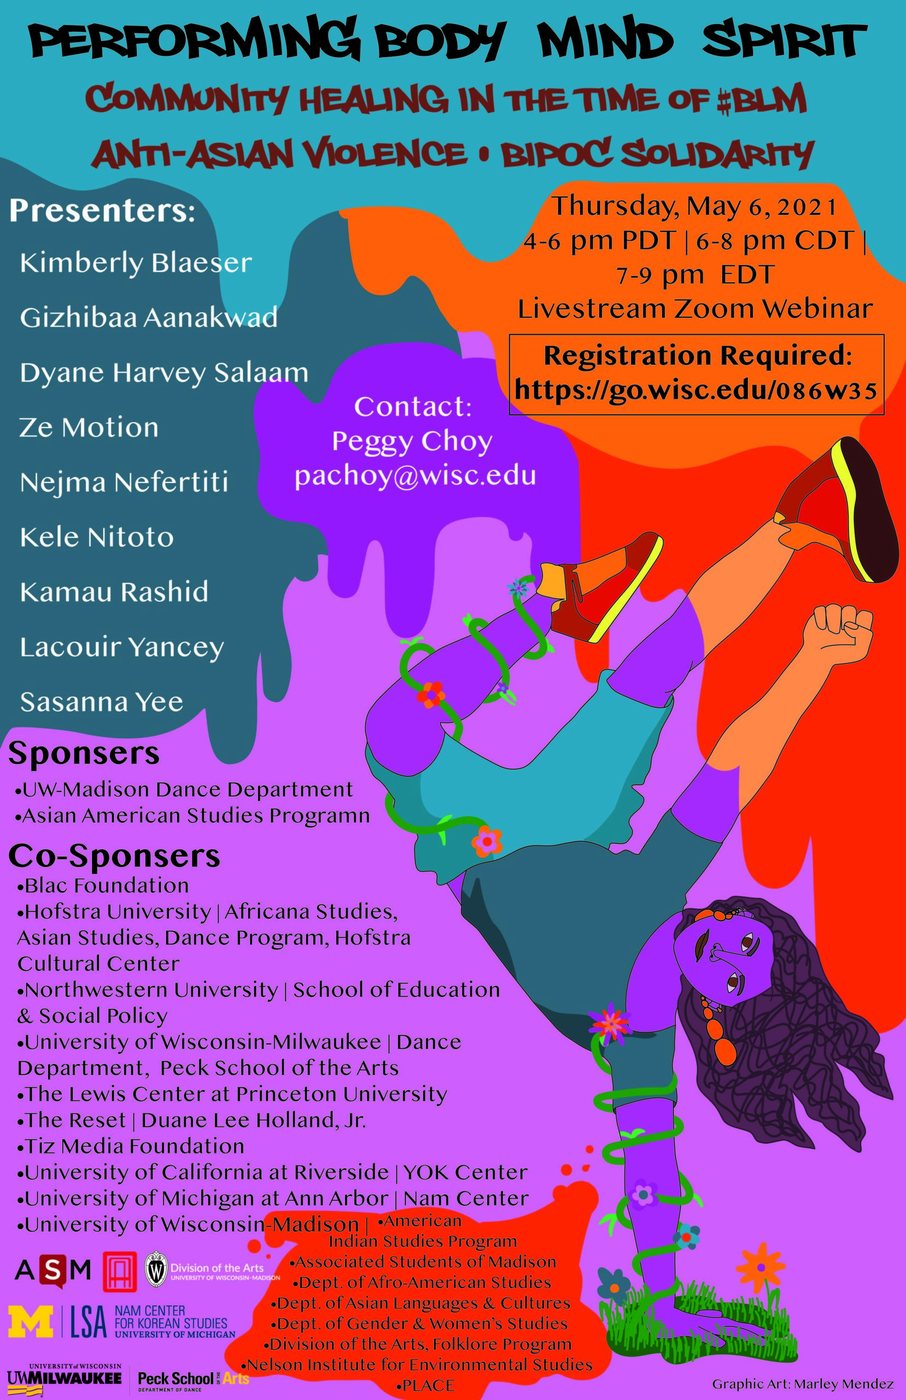 PERFORMING BODY MIND SPIRIT
COMMUNITY HEALING IN THE TIME OF #BLM
ANTI-ASIAN VIOLENCE • BIPOC SOLIDARITY
Presenters:
Kimberly Blaeser
Gizhibaa Aanakwad
Dyane Harvey Salaam
Ze Motion
Nejma Nefertiti
Kele Nitoto
Kamau Rashid
Lacouir Yancey
Sasanna Yee
Thursday, May 6, 2021
4-6 pm PDT | 6-8 pm CDT |
7-9 pm EDT
Livestream Zoom Webinar
Registration Required:
https://go.wisc.edu/086w35
Contact:
Peggy Choy
pachoy@wisc.edu
Sponsers
•UW-Madison Dance Department
•Asian American Studies Programn
Co-Sponsers
•Blac Foundation
•Hofstra University | Africana Studies,
Asian Studies, Dance Program, Hofstra
Cultural Center
•Northwestern University | School of Education
& Social Policy
•University of Wisconsin-Milwaukee | Dance
Department, Peck School of the Arts
•The Lewis Center at Princeton University
•The Reset | Duane Lee Holland, Jr.
•Tiz Media Foundation
•University of California at Riverside | YOK Center
•University of Michigan at Ann Arbor | Nam Center
•University of Wisconsin-Madison | •American
Indian Studies Program
•Associated Students of Madison
•Dept. of Afro-American Studies
•Dept. of Asian Languages & Cultures
•Dept. of Gender & Women's Studies
•Division of the Arts, Folklore Program
•Nelson Institute for Environmental Studies
•PLACE
ASM
W
Division of the Arts
UNIVERSITY OF WISCONSIN-MADISON
M | LSA
NAM CENTER
FOR KOREAN STUDIES
UNIVERSITY OF MICHIGAN
UNIVERSITY of WISCONSIN
UWMILWAUKEE
Peck School OF THE Arts
DEPARTMENT OF DANCE
Graphic Art: Marley Mendez